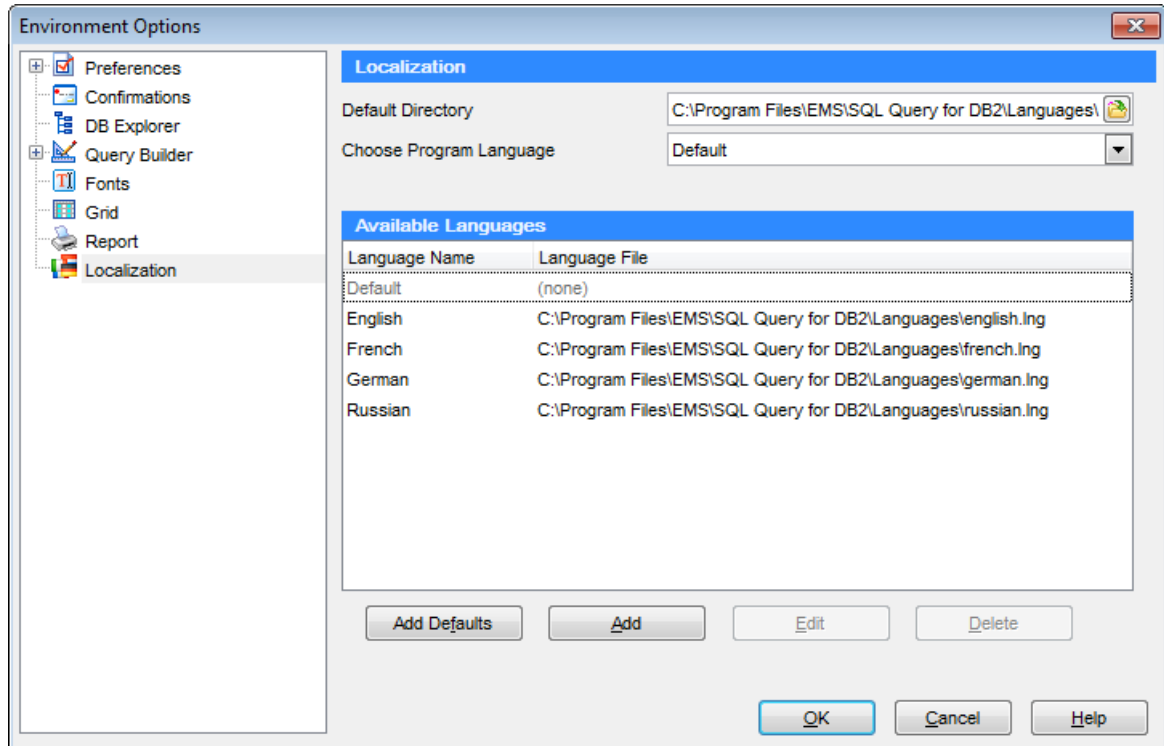 Environment Options
Preferences
Confirmations
DB Explorer
Query Builder
Fonts
Grid
Report
Localization
Localization
Default Directory C:\Program Files\EMS\SQL Query for DB2\Languages\
Choose Program Language Default
Available Languages
Language Name Language File
Default (none)
English C:\Program Files\EMS\SQL Query for DB2\Languages\english.lng
French C:\Program Files\EMS\SQL Query for DB2\Languages\french.lng
German C:\Program Files\EMS\SQL Query for DB2\Languages\german.lng
Russian C:\Program Files\EMS\SQL Query for DB2\Languages\russian.lng
Add Defaults Add Edit Delete
OK Cancel Help